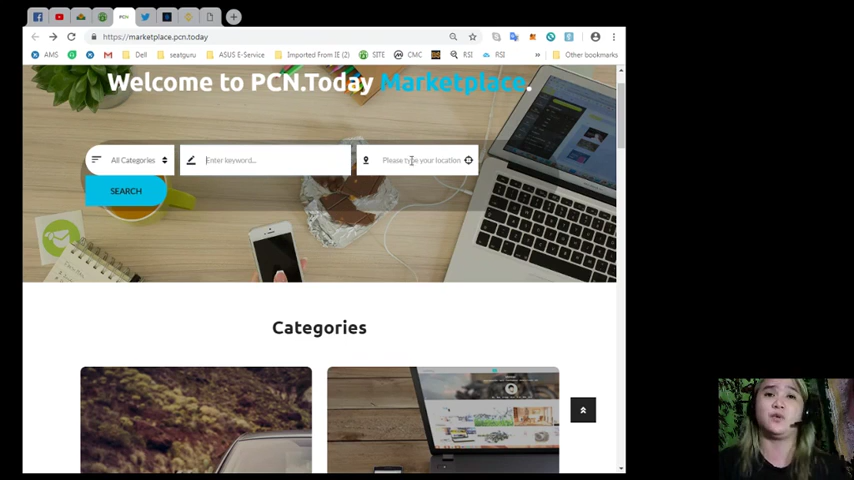 PCN
https://marketplace.pcn.today
AMS
Dell
ASUS E-Service
Imported From IE (2)
SITE
CMC
RSI
RSI
»
Other bookmarks
Welcome to PCN.Today Marketplace.
All Categories
Enter keyword...
Please type your location
SEARCH
Categories